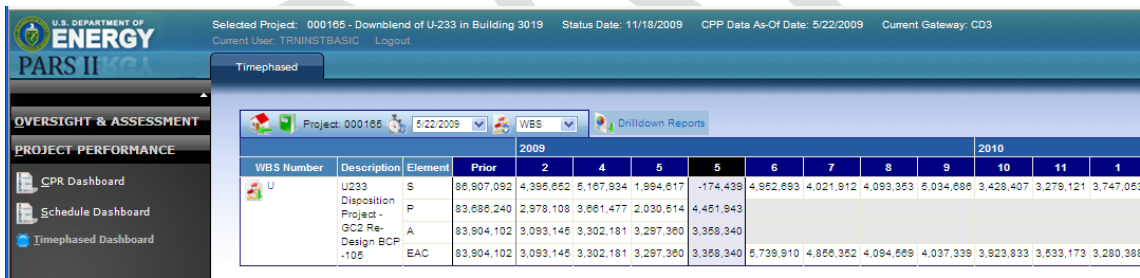 U.S. DEPARTMENT OF
ENERGY
PARS II
Selected Project: 000165 - Downblend of U-233 in Building 3019 Status Date: 11/18/2009 CPP Data As-Of Date: 5/22/2009 Current Gateway: CD3
Current User: TRNINSTBASIC Logout
Timephased
OVERSIGHT & ASSESSMENT
PROJECT PERFORMANCE
CPR Dashboard
Schedule Dashboard
Timephased Dashboard
Project: 000165 5/22/2009 WBS Drilldown Reports
2009 2010
WBS Number Description Element Prior 2 4 5 5 6 7 8 9 10 11 1
U U233 Disposition Project - GC2 Re-Design BCP -105
S 86,907,092 4,395,652 5,167,934 1,994,617 -174,439 4,952,693 4,021,912 4,093,353 5,034,686 3,428,407 3,279,121 3,747,053
P 83,686,240 2,978,108 3,661,477 2,030,514 4,451,943
A 83,904,102 3,093,145 3,302,181 3,297,360 3,358,340
EAC 83,904,102 3,093,145 3,302,181 3,297,360 3,358,340 5,739,910 4,856,352 4,094,569 4,037,339 3,923,833 3,533,173 3,280,38